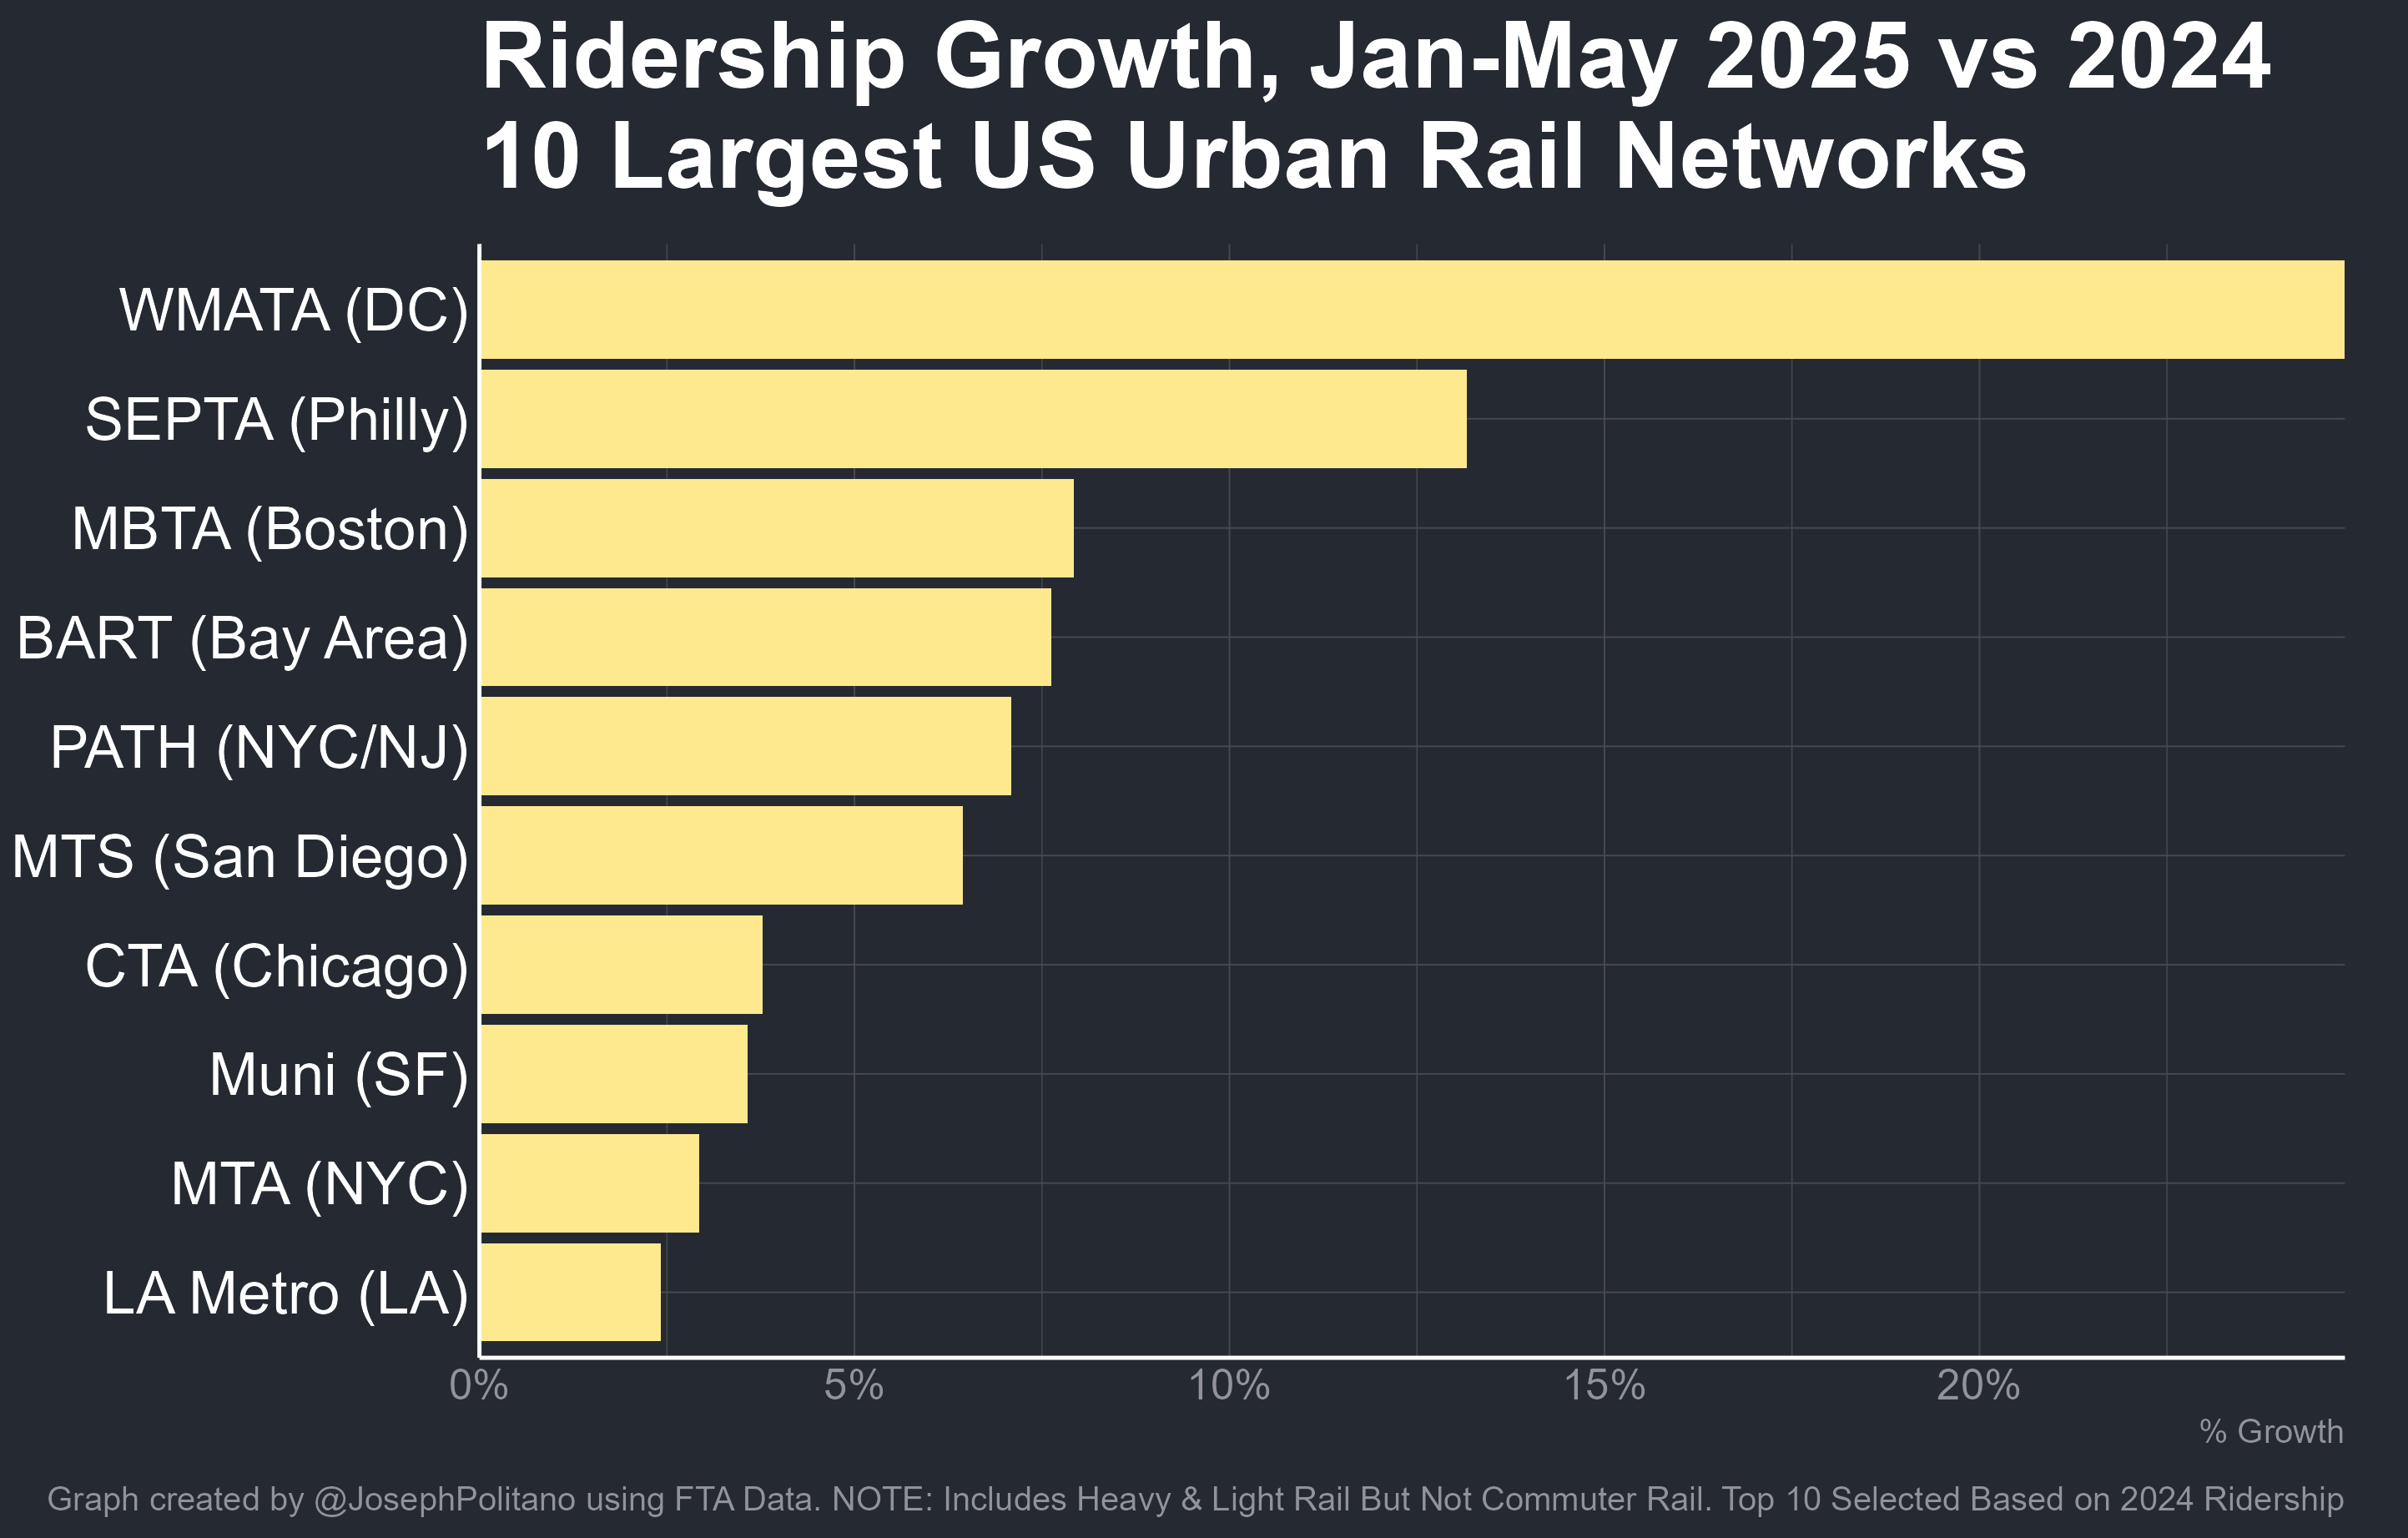 Ridership Growth, Jan-May 2025 vs 2024
10 Largest US Urban Rail Networks
WMATA (DC)
SEPTA (Philly)
MBTA (Boston)
BART (Bay Area)
PATH (NYC/NJ)
MTS (San Diego)
CTA (Chicago)
Muni (SF)
MTA (NYC)
LA Metro (LA)
0% 5% 10% 15% 20%
% Growth
Graph created by @JosephPolitano using FTA Data. NOTE: Includes Heavy & Light Rail But Not Commuter Rail. Top 10 Selected Based on 2024 Ridership